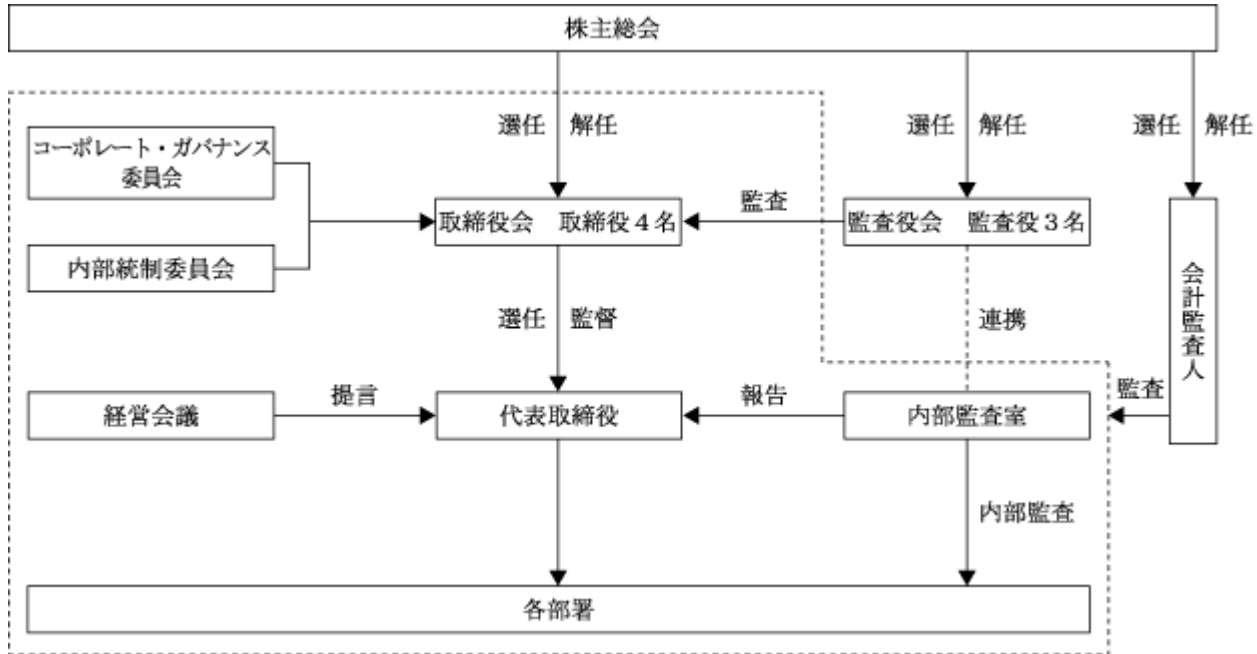 株主総会
選任 解任
選任 解任
選任 解任
コーポレート・ガバナンス
委員会
取締役会 取締役4名
監査
監査役会 監査役3名
内部統制委員会
会計監査人
選任 監督
連携
経営会議
提言
代表取締役
報告
内部監査室
監査
内部監査
各部署